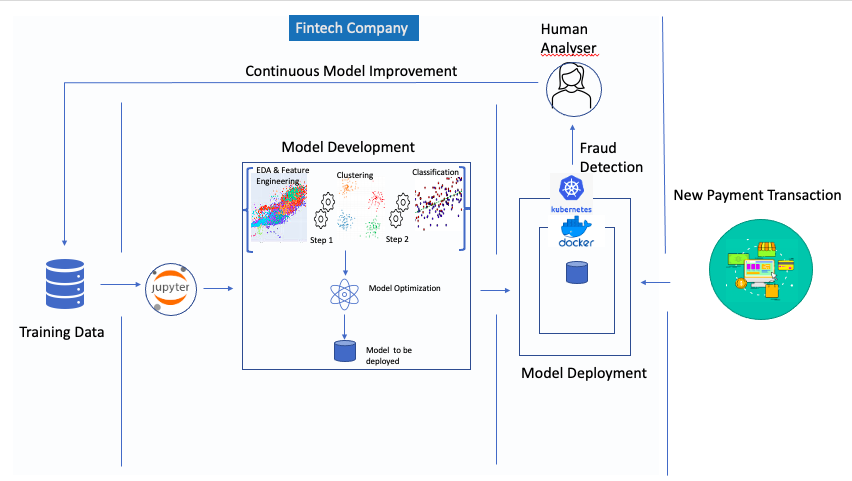 Fintech Company
Human
Analyser
Continuous Model Improvement
Model Development
Fraud
Detection
EDA & Feature
Engineering
Clustering
Classification
Step 1
Step 2
kubernetes
docker
New Payment Transaction
jupyter
Model Optimization
Training Data
Model to be
deployed
Model Deployment